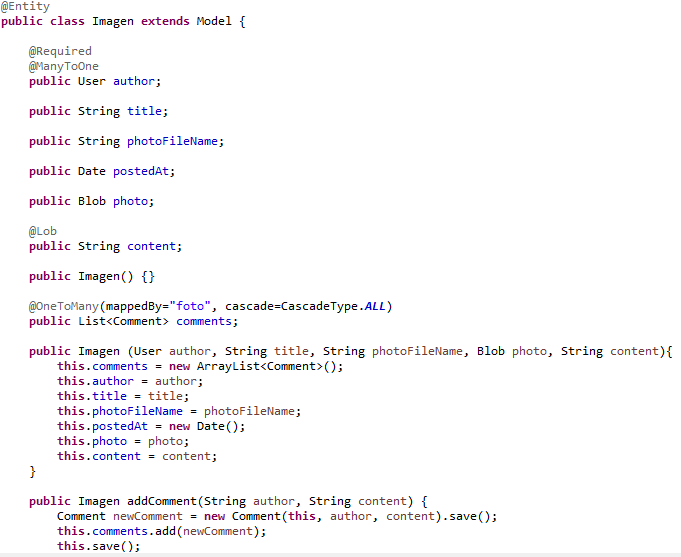 @Entity
public class Imagen extends Model {
@Required
@ManyToOne
public User author;
public String title;
public String photoFileName;
public Date postedAt;
public Blob photo;
@Lob
public String content;
public Imagen() {}
@OneToMany(mappedBy="foto", cascade=CascadeType.ALL)
public List<Comment> comments;
public Imagen (User author, String title, String photoFileName, Blob photo, String content){
this.comments = new ArrayList<Comment>();
this.author = author;
this.title = title;
this.photoFileName = photoFileName;
this.postedAt = new Date();
this.photo = photo;
this.content = content;
}
public Imagen addComment(String author, String content) {
Comment newComment = new Comment(this, author, content).save();
this.comments.add(newComment);
this.save();